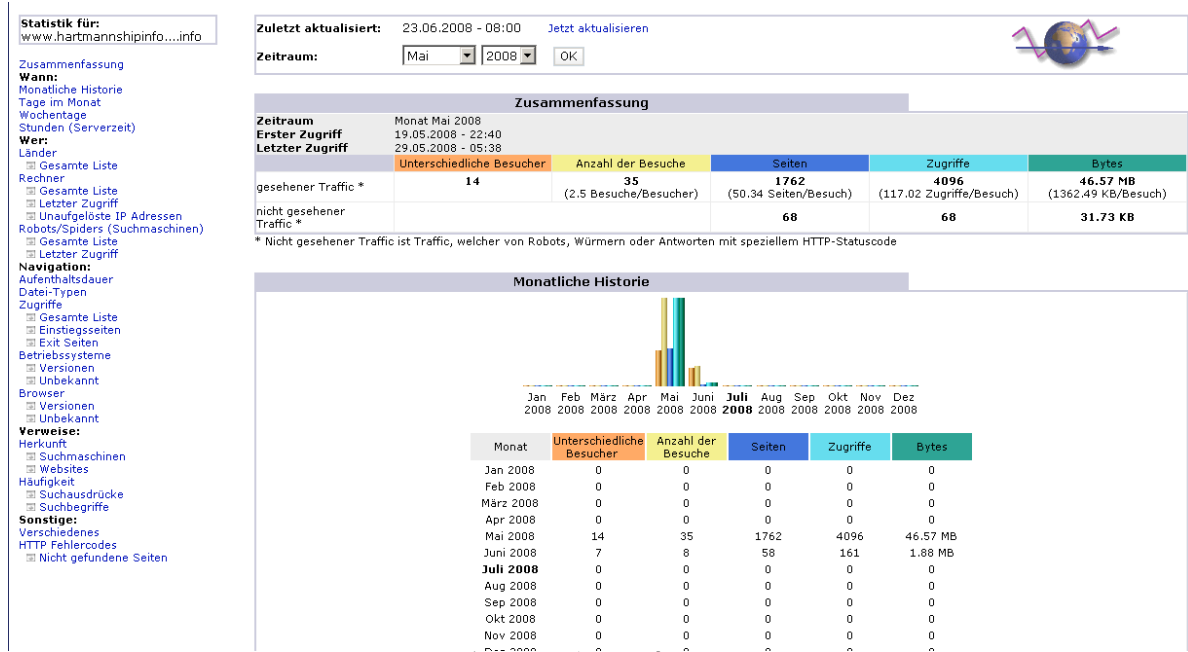 Statistik für:
www.hartmannshipinfo....info
Zusammenfassung
Wann:
Monatliche Historie
Tage im Monat
Wochentage
Stunden (Serverzeit)
Wer:
Länder
Gesamte Liste
Rechner
Gesamte Liste
Letzter Zugriff
Unaufgelöste IP Adressen
Robots/Spiders (Suchmaschinen)
Gesamte Liste
Letzter Zugriff
Navigation:
Aufenthaltsdauer
Datei-Typen
Zugriffe
Gesamte Liste
Einstiegsseiten
Exit Seiten
Betriebssysteme
Versionen
Unbekannt
Browser
Versionen
Unbekannt
Verweise:
Herkunft
Suchmaschinen
Websites
Häufigkeit
Suchausdrücke
Suchbegriffe
Sonstige:
Verschiedenes
HTTP Fehlercodes
Nicht gefundene Seiten
Zuletzt aktualisiert: 23.06.2008 - 08:00 Jetzt aktualisieren
Zeitraum: Mai 2008 OK
Zusammenfassung
Zeitraum Monat Mai 2008
Erster Zugriff 19.05.2008 - 22:40
Letzter Zugriff 29.05.2008 - 05:38
Unterschiedliche Besucher Anzahl der Besuche Seiten Zugriffe Bytes
gesehener Traffic * 14 35 1762 4096 46.57 MB
(2.5 Besuche/Besucher) (50.34 Seiten/Besuch) (117.02 Zugriffe/Besuch) (1362.49 KB/Besuch)
nicht gesehener
Traffic * 68 68 31.73 KB
* Nicht gesehener Traffic ist Traffic, welcher von Robots, Würmern oder Antworten mit speziellem HTTP-Statuscode
Monatliche Historie
Jan Feb März Apr Mai Juni Juli Aug Sep Okt Nov Dez
2008 2008 2008 2008 2008 2008 2008 2008 2008 2008 2008 2008
Monat Unterschiedliche Besucher Anzahl der Besuche Seiten Zugriffe Bytes
Jan 2008 0 0 0 0 0
Feb 2008 0 0 0 0 0
März 2008 0 0 0 0 0
Apr 2008 0 0 0 0 0
Mai 2008 14 35 1762 4096 46.57 MB
Juni 2008 7 8 58 161 1.88 MB
Juli 2008 0 0 0 0 0
Aug 2008 0 0 0 0 0
Sep 2008 0 0 0 0 0
Okt 2008 0 0 0 0 0
Nov 2008 0 0 0 0 0